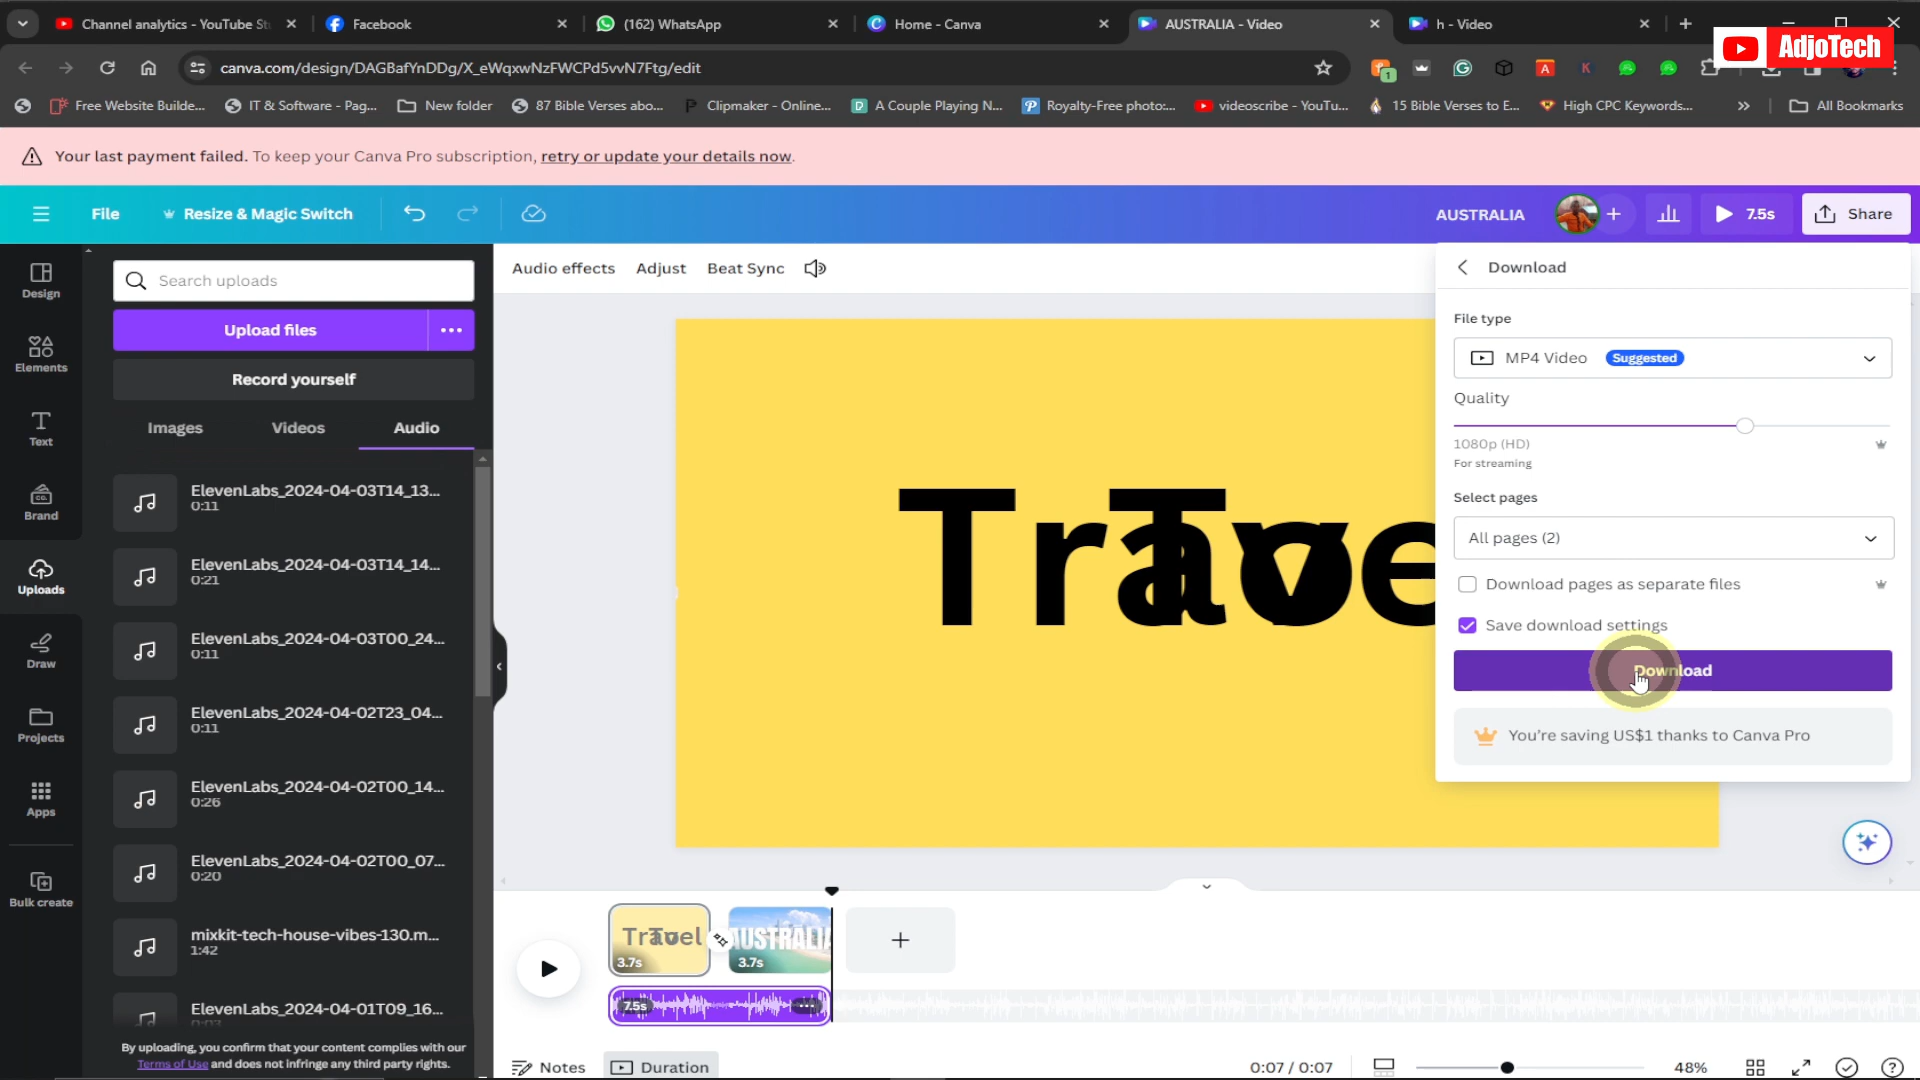 Channel analytics - YouTube St
Facebook
(162) WhatsApp
Home - Canva
AUSTRALIA - Video
h - Video
AdjoTech
canva.com/design/DAGBafYnDDg/X_eWqxwNzFWCPd5vvN7Ftg/edit
1
Free Website Builde...
IT & Software - Pag...
New folder
87 Bible Verses abo...
Clipmaker - Online...
A Couple Playing N...
Royalty-Free photo:...
videoscribe - YouTu...
15 Bible Verses to E...
High CPC Keywords...
All Bookmarks
Your last payment failed. To keep your Canva Pro subscription, retry or update your details now.
File
Resize & Magic Switch
AUSTRALIA
7.5s
Share
Design
Elements
Text
Brand
Uploads
Draw
Projects
Apps
Bulk create
Search uploads
Upload files
Record yourself
Images
Videos
Audio
ElevenLabs_2024-04-03T14_13...
0:11
ElevenLabs_2024-04-03T14_14...
0:21
ElevenLabs_2024-04-03T00_24...
0:11
ElevenLabs_2024-04-02T23_04...
0:11
ElevenLabs_2024-04-02T00_14...
0:26
ElevenLabs_2024-04-02T00_07...
0:20
mixkit-tech-house-vibes-130.m...
1:42
ElevenLabs_2024-04-01T09_16...
By uploading, you confirm that your content complies with our
Terms of Use and does not infringe any third party rights.
Audio effects
Adjust
Beat Sync
Travel
To
Download
File type
MP4 Video
Suggested
Quality
1080p (HD)
For streaming
Select pages
All pages (2)
Download pages as separate files
Save download settings
Download
You're saving US$1 thanks to Canva Pro
Travel
To
3.7s
AUSTRALIA
3.7s
7.5s
Notes
Duration
0:07 / 0:07
48%